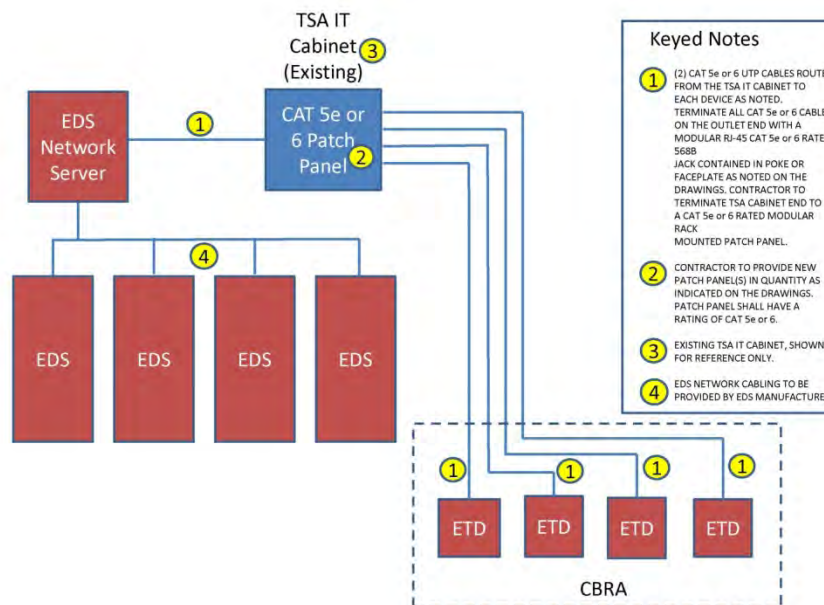 TSA IT
Cabinet
(Existing)
3
EDS
Network
Server
1
CAT 5e or
6 Patch
Panel
2
4
EDS
EDS
EDS
EDS
1
1
1
1
ETD
ETD
ETD
ETD
CBRA
Keyed Notes
1
(2) CAT 5e or 6 UTP CABLES ROUTE
FROM THE TSA IT CABINET TO
EACH DEVICE AS NOTED.
TERMINATE ALL CAT 5e or 6 CABLE
ON THE OUTLET END WITH A
MODULAR RJ-45 CAT 5e or 6 RATE
568B
JACK CONTAINED IN POKE OR
FACEPLATE AS NOTED ON THE
DRAWINGS. CONTRACTOR TO
TERMINATE TSA CABINET END TO
A CAT 5e or 6 RATED MODULAR
RACK
MOUNTED PATCH PANEL.
2
CONTRACTOR TO PROVIDE NEW
PATCH PANEL(S) IN QUANTITY AS
INDICATED ON THE DRAWINGS.
PATCH PANEL SHALL HAVE A
RATING OF CAT 5e or 6.
3
EXISTING TSA IT CABINET, SHOWN
FOR REFERENCE ONLY.
4
EDS NETWORK CABLING TO BE
PROVIDED BY EDS MANUFACTURE